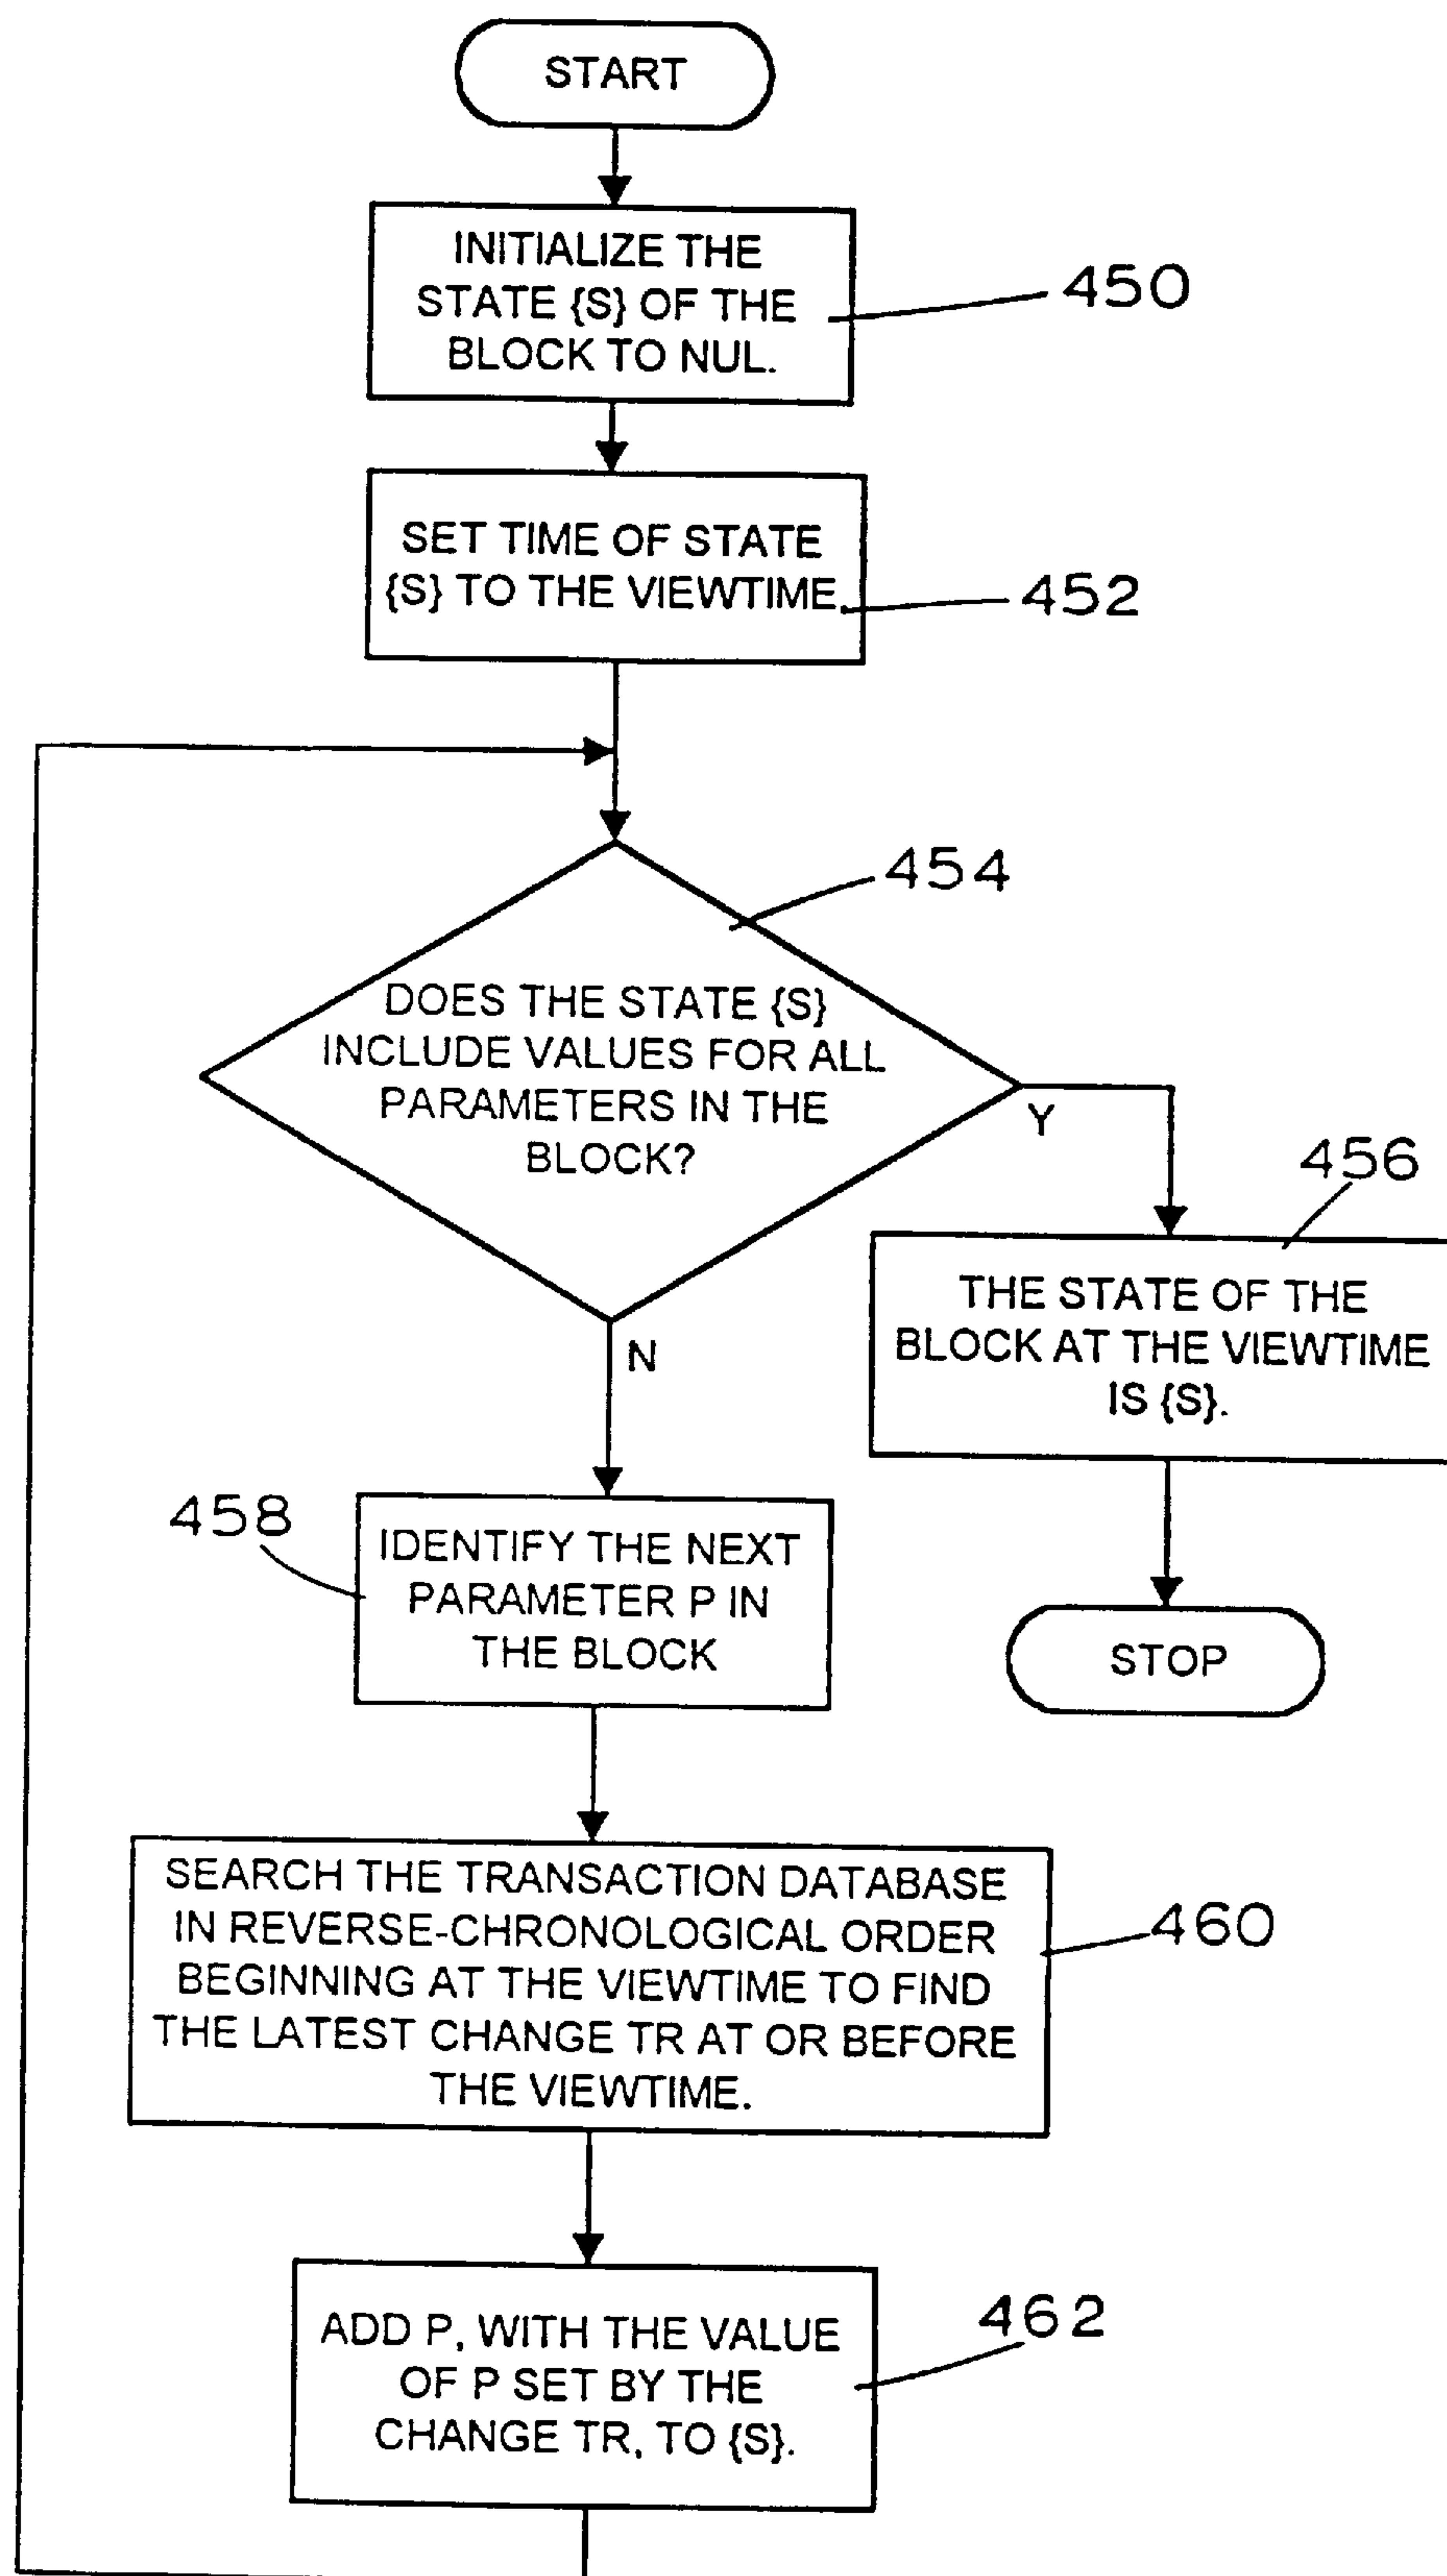 START
INITIALIZE THE
STATE {S} OF THE
BLOCK TO NUL.
450
SET TIME OF STATE
{S} TO THE VIEWTIME.
452
454
DOES THE STATE {S}
INCLUDE VALUES FOR ALL
PARAMETERS IN THE
BLOCK?
Y
N
456
THE STATE OF THE
BLOCK AT THE VIEWTIME
IS {S}.
STOP
458
IDENTIFY THE NEXT
PARAMETER P IN
THE BLOCK
SEARCH THE TRANSACTION DATABASE
IN REVERSE-CHRONOLOGICAL ORDER
BEGINNING AT THE VIEWTIME TO FIND
THE LATEST CHANGE TR AT OR BEFORE
THE VIEWTIME.
460
ADD P, WITH THE VALUE
OF P SET BY THE
CHANGE TR, TO {S}.
462